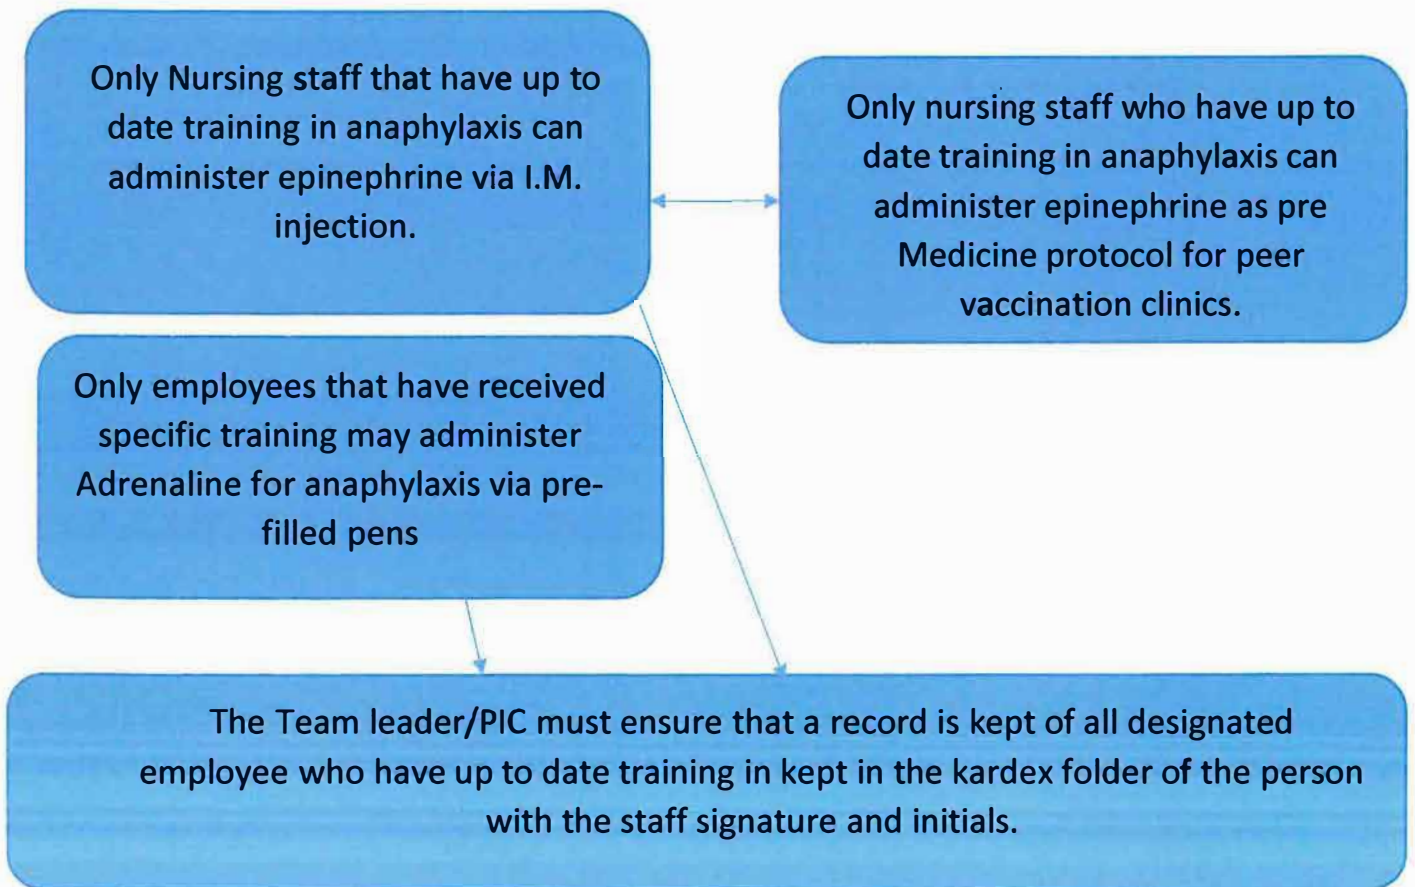 Only Nursing staff that have up to
date training in anaphylaxis can
administer epinephrine via I.M.
injection.
Only nursing staff who have up to
date training in anaphylaxis can
administer epinephrine as pre
Medicine protocol for peer
vaccination clinics.
Only employees that have received
specific training may administer
Adrenaline for anaphylaxis via pre-
filled pens
The Team leader/PIC must ensure that a record is kept of all designated
employee who have up to date training in kept in the kardex folder of the person
with the staff signature and initials.